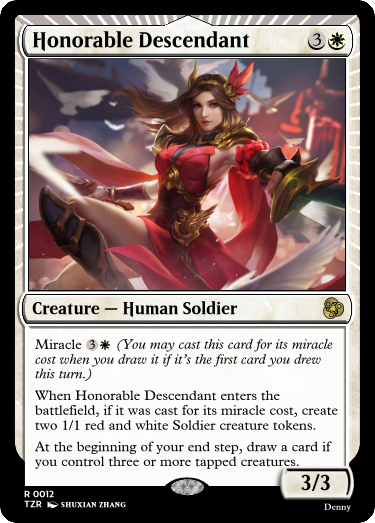 Honorable Descendant 3
Creature — Human Soldier
Miracle 3 (You may cast this card for its miracle
cost when you draw it if it's the first card you drew
this turn.)
When Honorable Descendant enters the
battlefield, if it was cast for its miracle cost, create
two 1/1 red and white Soldier creature tokens.
At the beginning of your end step, draw a card if
you control three or more tapped creatures.
3/3
R 0012
TZR SHUXIAN ZHANG
Denny